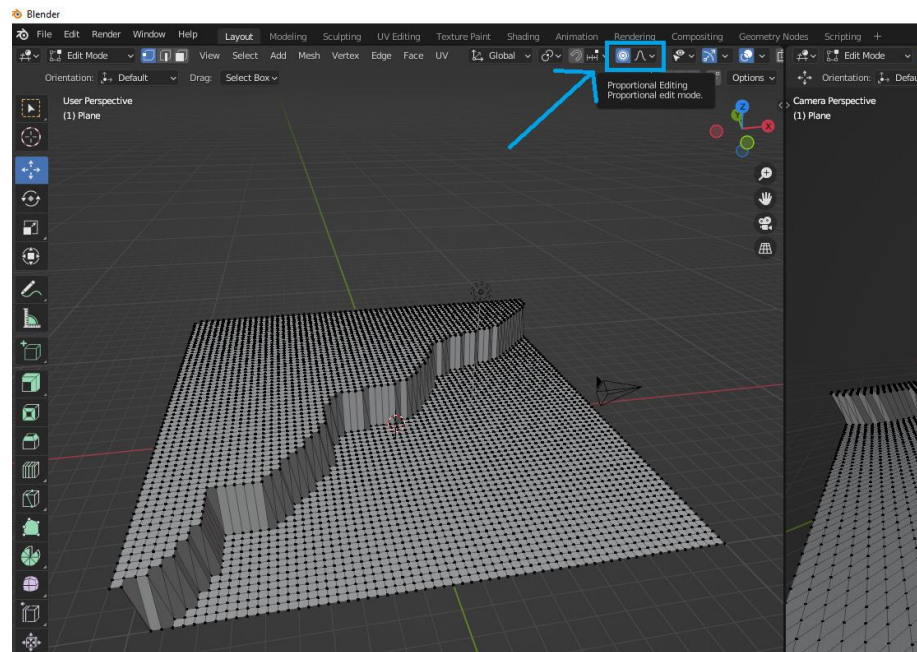 Blender
File Edit Render Window Help Layout Modeling Sculpting UV Editing Texture Paint Shading Animation Rendering Compositing Geometry Nodes Scripting +
Edit Mode View Select Add Mesh Vertex Edge Face UV Global Edit Mode
Orientation: Default Drag: Select Box Options Orientation: Defau
Proportional Editing
Proportional edit mode.
User Perspective
(1) Plane
Z
X
Camera Perspective
(1) Plane